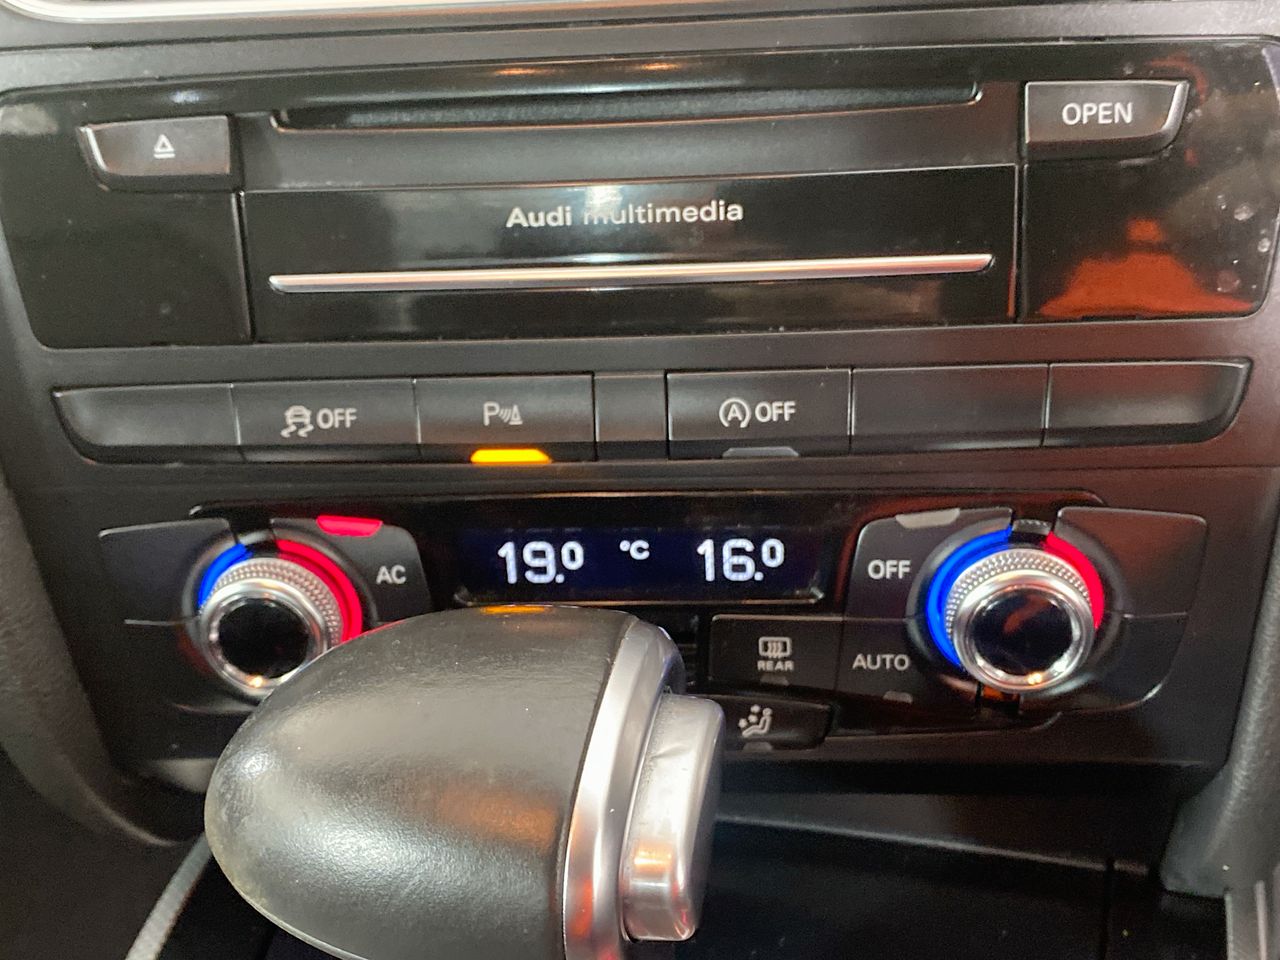 OPEN
Audi multimedia
OFF
P
A OFF
19.0 °C 16.0
AC
OFF
REAR
AUTO